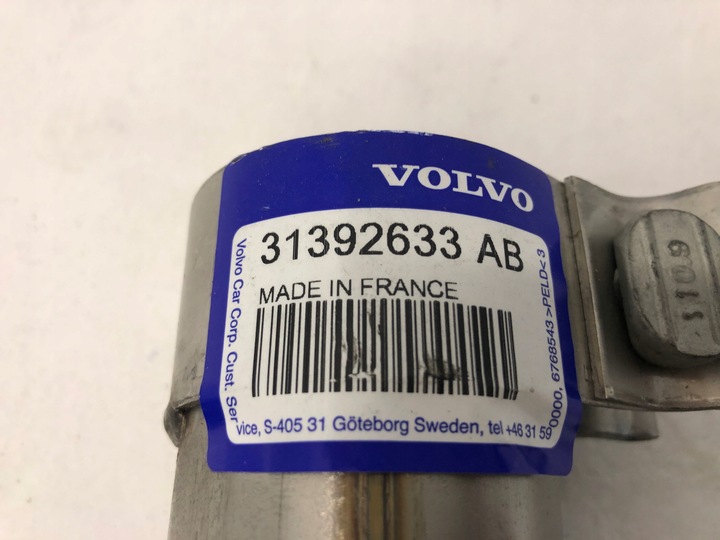 VOLVO
31392633 AB
MADE IN FRANCE
Volvo Car Corp. Cust. Service, S-405 31 Göteborg Sweden, tel +46 31 59 0000, 6768543 >PELD< 3